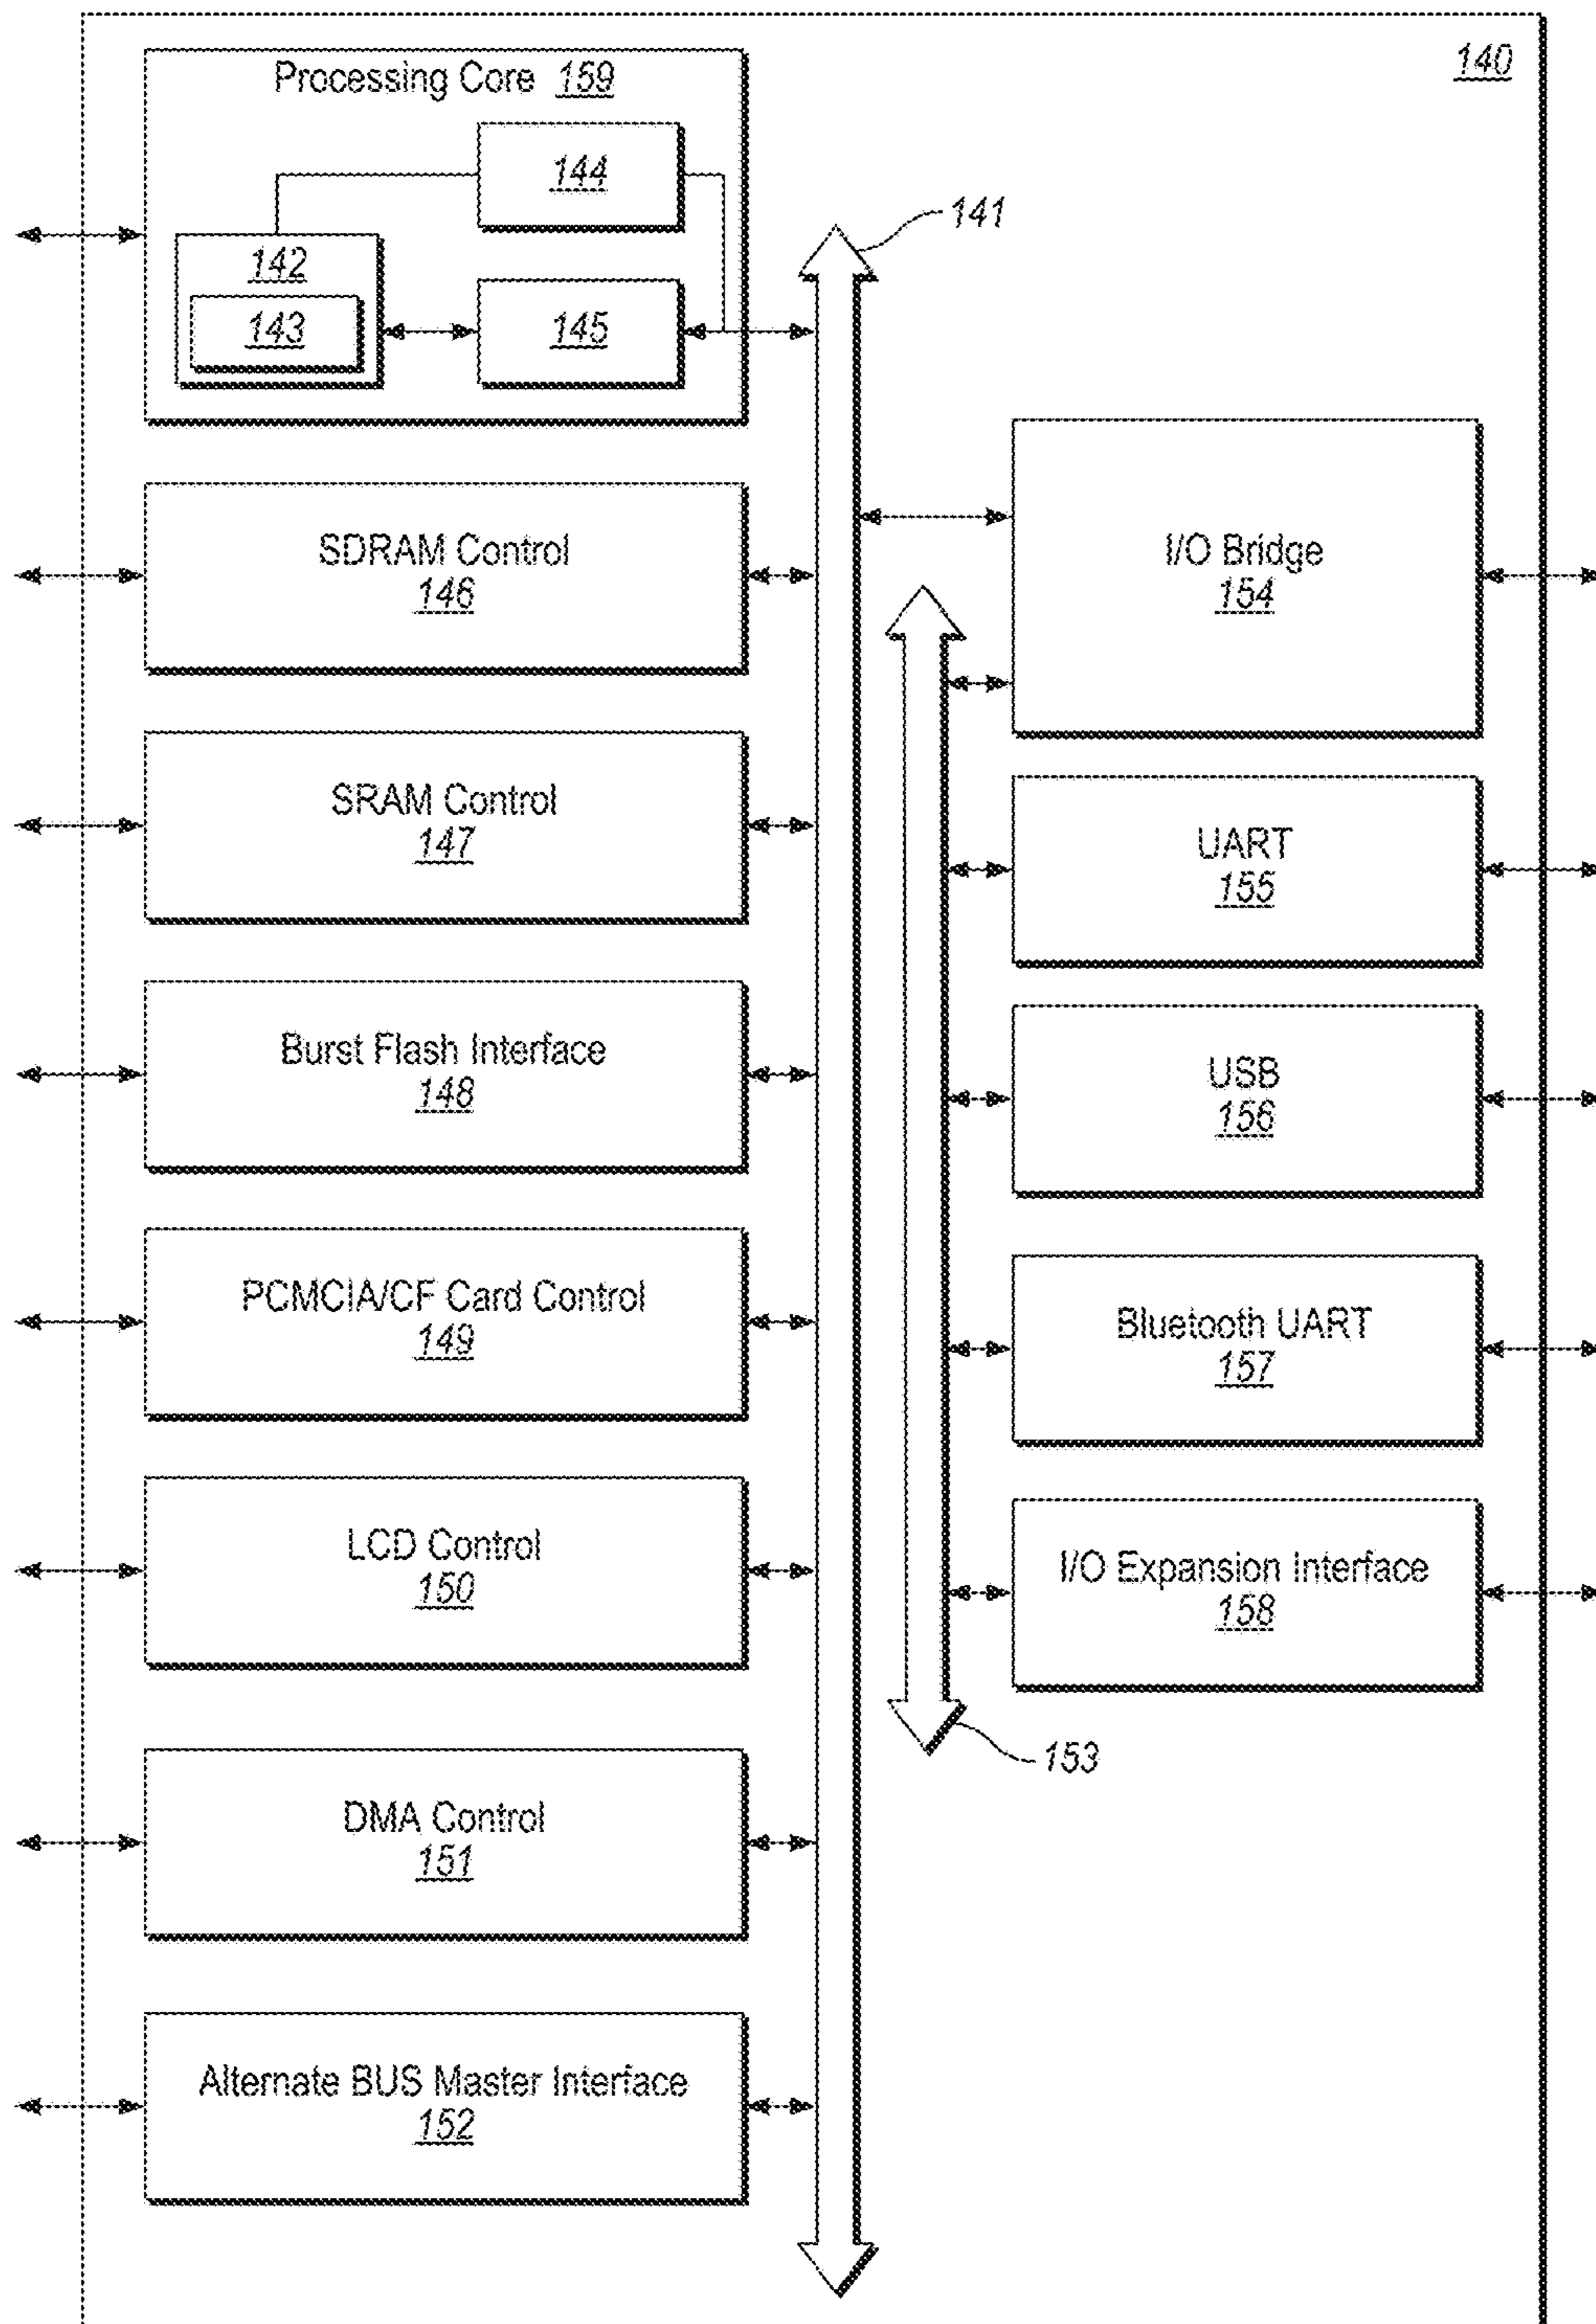 140
Processing Core 159
144
142
143
145
141
SDRAM Control
146
SRAM Control
147
Burst Flash Interface
148
PCMCIA/CF Card Control
149
LCD Control
150
DMA Control
151
Alternate BUS Master Interface
152
I/O Bridge
154
UART
155
USB
156
Bluetooth UART
157
I/O Expansion Interface
158
153